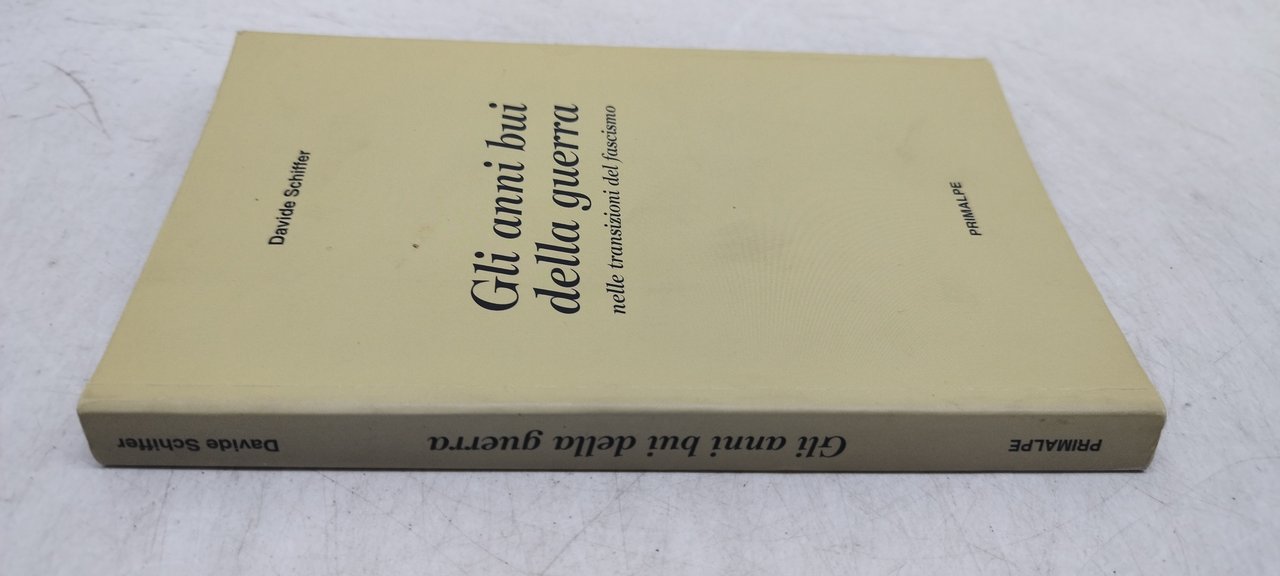 Davide Schiffer
Gli anni bui
della guerra
nelle transizioni del fascismo
PRIMALPE
PRIMALPE
Gli anni bui della guerra
Davide Schiffer